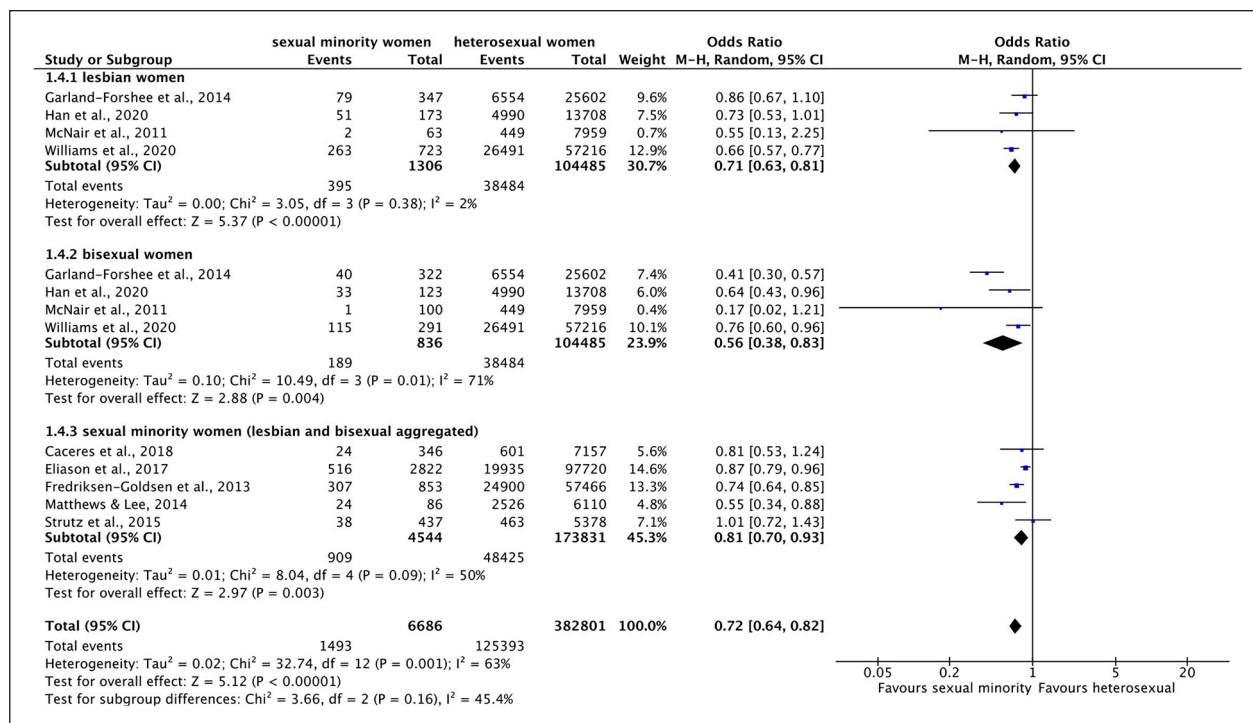 sexual minority women heterosexual women Odds Ratio Odds Ratio
Study or Subgroup Events Total Events Total Weight M-H, Random, 95% CI M-H, Random, 95% CI
1.4.1 lesbian women
Garland-Forshee et al., 2014 79 347 6554 25602 9.6% 0.86 [0.67, 1.10]
Han et al., 2020 51 173 4990 13708 7.5% 0.73 [0.53, 1.01]
McNair et al., 2011 2 63 449 7959 0.7% 0.55 [0.13, 2.25]
Williams et al., 2020 263 723 26491 57216 12.9% 0.66 [0.57, 0.77]
Subtotal (95% CI) 1306 104485 30.7% 0.71 [0.63, 0.81]
Total events 395 38484
Heterogeneity: Tau² = 0.00; Chi² = 3.05, df = 3 (P = 0.38); I² = 2%
Test for overall effect: Z = 5.37 (P < 0.00001)
1.4.2 bisexual women
Garland-Forshee et al., 2014 40 322 6554 25602 7.4% 0.41 [0.30, 0.57]
Han et al., 2020 33 123 4990 13708 6.0% 0.64 [0.43, 0.96]
McNair et al., 2011 1 100 449 7959 0.4% 0.17 [0.02, 1.21]
Williams et al., 2020 115 291 26491 57216 10.1% 0.76 [0.60, 0.96]
Subtotal (95% CI) 836 104485 23.9% 0.56 [0.38, 0.83]
Total events 189 38484
Heterogeneity: Tau² = 0.10; Chi² = 10.49, df = 3 (P = 0.01); I² = 71%
Test for overall effect: Z = 2.88 (P = 0.004)
1.4.3 sexual minority women (lesbian and bisexual aggregated)
Caceres et al., 2018 24 346 601 7157 5.6% 0.81 [0.53, 1.24]
Eliason et al., 2017 516 2822 19935 97720 14.6% 0.87 [0.79, 0.96]
Fredriksen-Goldsen et al., 2013 307 853 24900 57466 13.3% 0.74 [0.64, 0.85]
Matthews & Lee, 2014 24 86 2526 6110 4.8% 0.55 [0.34, 0.88]
Strutz et al., 2015 38 437 463 5378 7.1% 1.01 [0.72, 1.43]
Subtotal (95% CI) 4544 173831 45.3% 0.81 [0.70, 0.93]
Total events 909 48425
Heterogeneity: Tau² = 0.01; Chi² = 8.04, df = 4 (P = 0.09); I² = 50%
Test for overall effect: Z = 2.97 (P = 0.003)
Total (95% CI) 6686 382801 100.0% 0.72 [0.64, 0.82]
Total events 1493 125393
Heterogeneity: Tau² = 0.02; Chi² = 32.74, df = 12 (P = 0.001); I² = 63%
Test for overall effect: Z = 5.12 (P < 0.00001)
Test for subgroup differences: Chi² = 3.66, df = 2 (P = 0.16), I² = 45.4%
0.05 0.2 1 5 20
Favours sexual minority Favours heterosexual